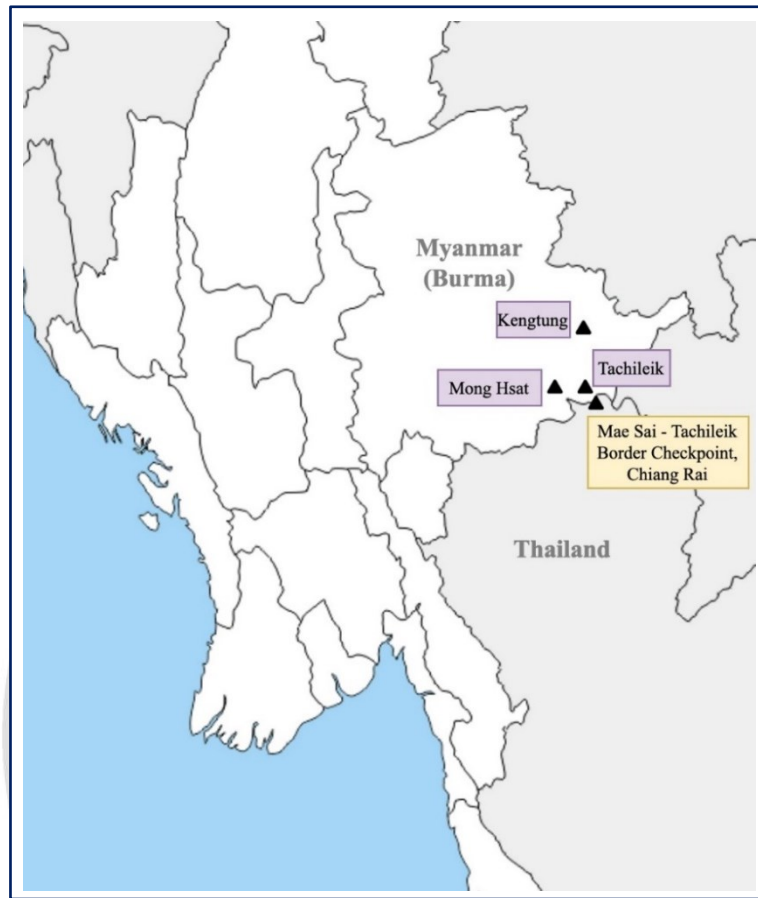 Myanmar
(Burma)
Kengtung
Tachileik
Mong Hsat
Mae Sai - Tachileik
Border Checkpoint,
Chiang Rai
Thailand